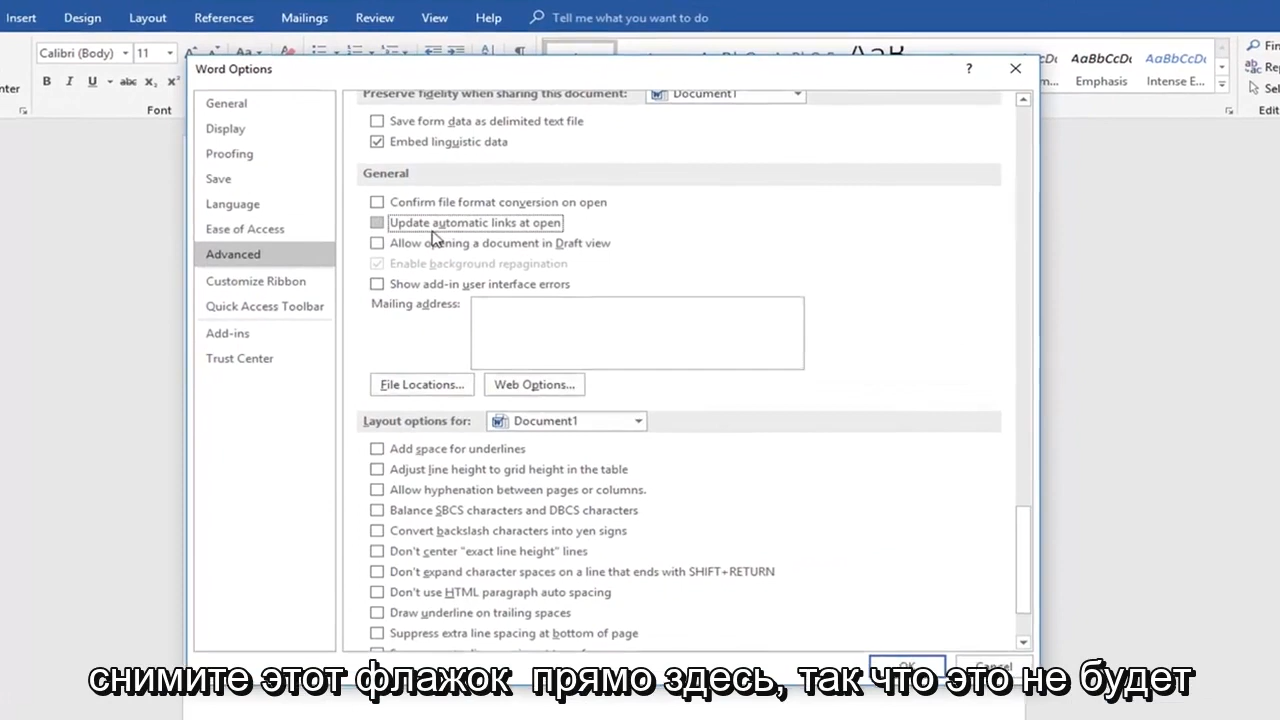 Insert Design Layout References Mailings Review View Help Tell me what you want to do
Calibri (Body) 11
B I U abc x₂ x²
Font
AaBbCcDc AaBbCcDc
Emphasis Intense E...
Word Options
?
General
Display
Proofing
Save
Language
Ease of Access
Advanced
Customize Ribbon
Quick Access Toolbar
Add-ins
Trust Center
Preserve fidelity when sharing this document: Document1
Save form data as delimited text file
Embed linguistic data
General
Confirm file format conversion on open
Update automatic links at open
Allow opening a document in Draft view
Enable background repagination
Show add-in user interface errors
Mailing address:
File Locations... Web Options...
Layout options for: Document1
Add space for underlines
Adjust line height to grid height in the table
Allow hyphenation between pages or columns.
Balance SBCS characters and DBCS characters
Convert backslash characters into yen signs
Don't center "exact line height" lines
Don't expand character spaces on a line that ends with SHIFT+RETURN
Don't use HTML paragraph auto spacing
Draw underline on trailing spaces
Suppress extra line spacing at bottom of page
OK Cancel
снимите этот флажок прямо здесь, так что это не будет